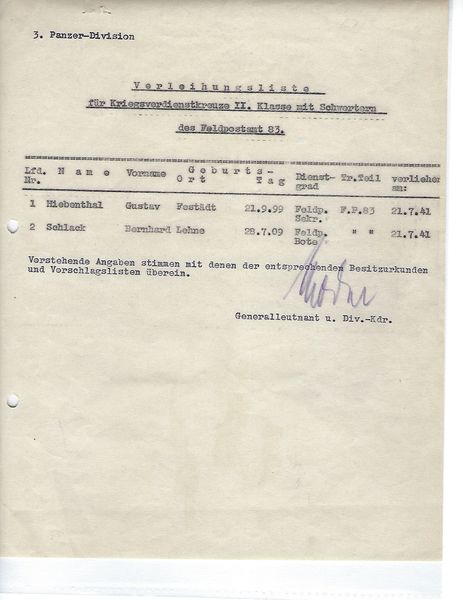 3. Panzer-Division
Verleihungsliste
für Kriegsverdienstkreuze II. Klasse mit Schwertern
des Feldpostamt 83.
Lfd. Name Vorname Geburts- Dienst- Tr.Teil verliehen
Nr. Ort Tag grad am:
1 Hiebenthal Gustav Festädt 21.9.99 Feldp. F.P.83 21.7.41
Sekr.
2 Schlack Bernhard Lehne 28.7.09 Feldp. " " 21.7.41
Bote
Vorstehende Angaben stimmen mit denen der entsprechenden Besitzurkunden
und Vorschlagslisten überein.
Generalleutnant u. Div.-Kdr.